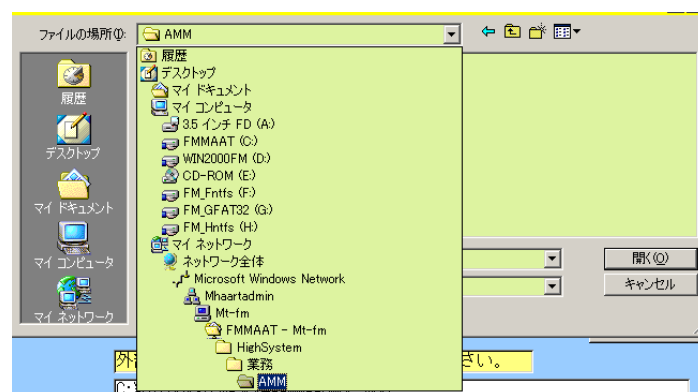 ファイルの場所(I):
AMM
履歴
デスクトップ
マイ ドキュメント
マイ コンピュータ
3.5 インチ FD (A:)
FMMAAT (C:)
WIN2000FM (D:)
CD-ROM (E:)
FM_Fntfs (F:)
FM_GFAT32 (G:)
FM_Hntfs (H:)
マイ ネットワーク
ネットワーク全体
Microsoft Windows Network
Mhaartadmin
Mt-fm
FMMAAT - Mt-fm
HighSystem
業務
AMM
履歴
デスクトップ
マイ ドキュメント
マイ コンピュータ
マイ ネットワーク
開く(O)
キャンセル
さい。